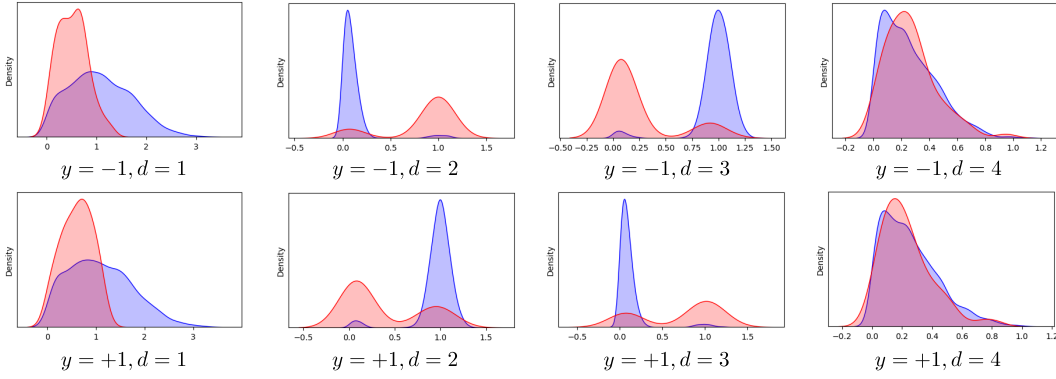 Density Density Density Density
0 1 2 3 −0.5 0.0 0.5 1.0 1.5 −0.50 −0.25 0.00 0.25 0.50 0.75 1.00 1.25 1.50 −0.2 0.0 0.2 0.4 0.6 0.8 1.0 1.2
y = −1, d = 1 y = −1, d = 2 y = −1, d = 3 y = −1, d = 4
Density Density Density Density
0 1 2 3 −0.5 0.0 0.5 1.0 1.5 −0.5 0.0 0.5 1.0 1.5 −0.2 0.0 0.2 0.4 0.6 0.8 1.0 1.2
y = +1, d = 1 y = +1, d = 2 y = +1, d = 3 y = +1, d = 4